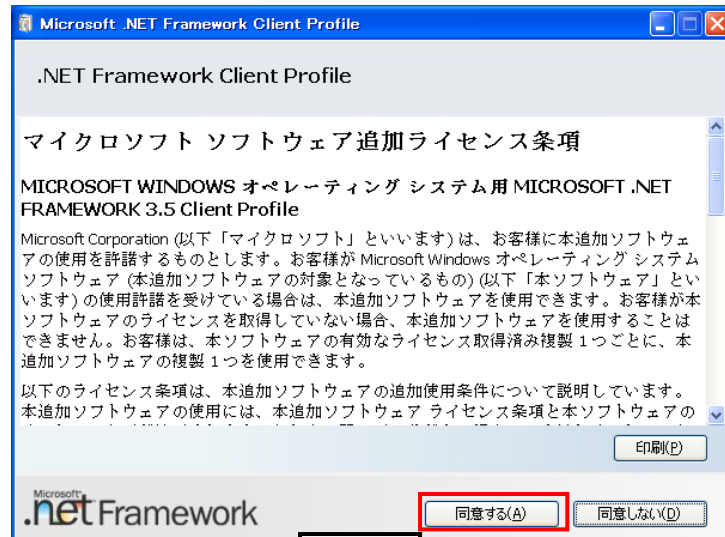 Microsoft .NET Framework Client Profile
.NET Framework Client Profile
マイクロソフト ソフトウェア追加ライセンス条項
MICROSOFT WINDOWS オペレーティング システム用 MICROSOFT .NET
FRAMEWORK 3.5 Client Profile
Microsoft Corporation (以下「マイクロソフト」といいます) は、お客様に本追加ソフトウェ
アの使用を許諾するものとします。お客様が Microsoft Windows オペレーティング システム
ソフトウェア (本追加ソフトウェアの対象となっているもの) (以下「本ソフトウェア」とい
います) の使用許諾を受けている場合は、本追加ソフトウェアを使用できます。お客様が本
ソフトウェアのライセンスを取得していない場合、本追加ソフトウェアを使用することは
できません。お客様は、本ソフトウェアの有効なライセンス取得済み複製 1 つごとに、本
追加ソフトウェアの複製 1 つを使用できます。
以下のライセンス条項は、本追加ソフトウェアの追加使用条件について説明しています。
本追加ソフトウェアの使用には、本追加ソフトウェア ライセンス条項と本ソフトウェアの
印刷(P)
Microsoft
.net Framework
同意する(A)
同意しない(D)